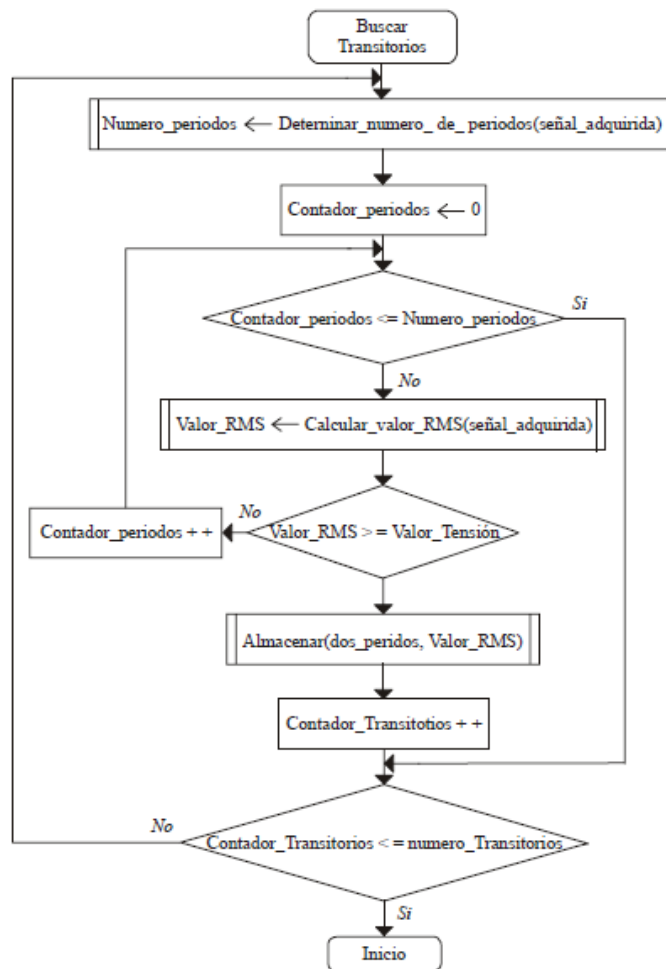 Buscar
Transitorios
Numero_periodos ← Deterninar_numero_ de_ periodos(señal_adquirida)
Contador_periodos ← 0
Contador_periodos <= Numero_periodos
Si
No
Valor_RMS ← Calcular_valor_RMS(señal_adquirida)
No
Contador_periodos + +
Valor_RMS > = Valor_Tensión
Almacenar(dos_peridos, Valor_RMS)
Contador_Transitotios + +
No
Contador_Transitorios < = numero_Transitorios
Si
Inicio